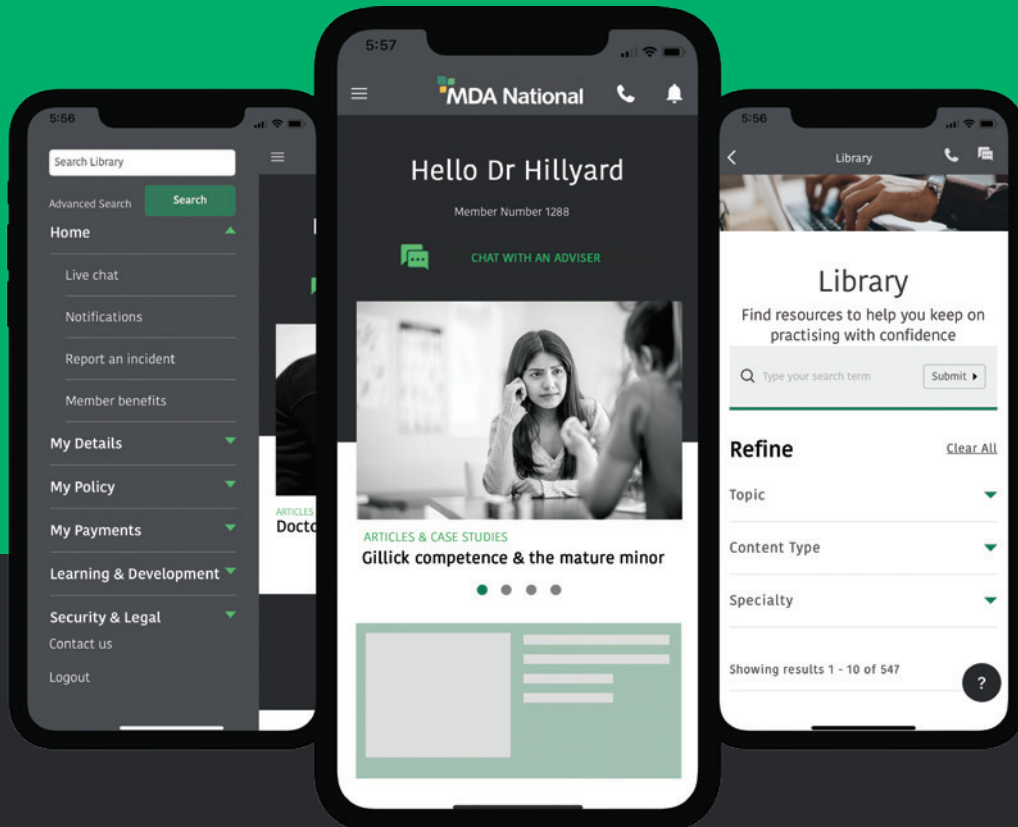 5:56
Search Library
Advanced Search
Search
Home
Live chat
Notifications
Report an incident
Member benefits
My Details
My Policy
My Payments
Learning & Development
Security & Legal
Contact us
Logout
ARTICLES
5:57
MDA National
Hello Dr Hillyard
Member Number 1288
CHAT WITH AN ADVISER
ARTICLES & CASE STUDIES
Gillick competence & the mature minor
5:56
Library
Library
Find resources to help you keep on
practising with confidence
Type your search term
Submit
Refine
Clear All
Topic
Content Type
Specialty
Showing results 1 - 10 of 547
?